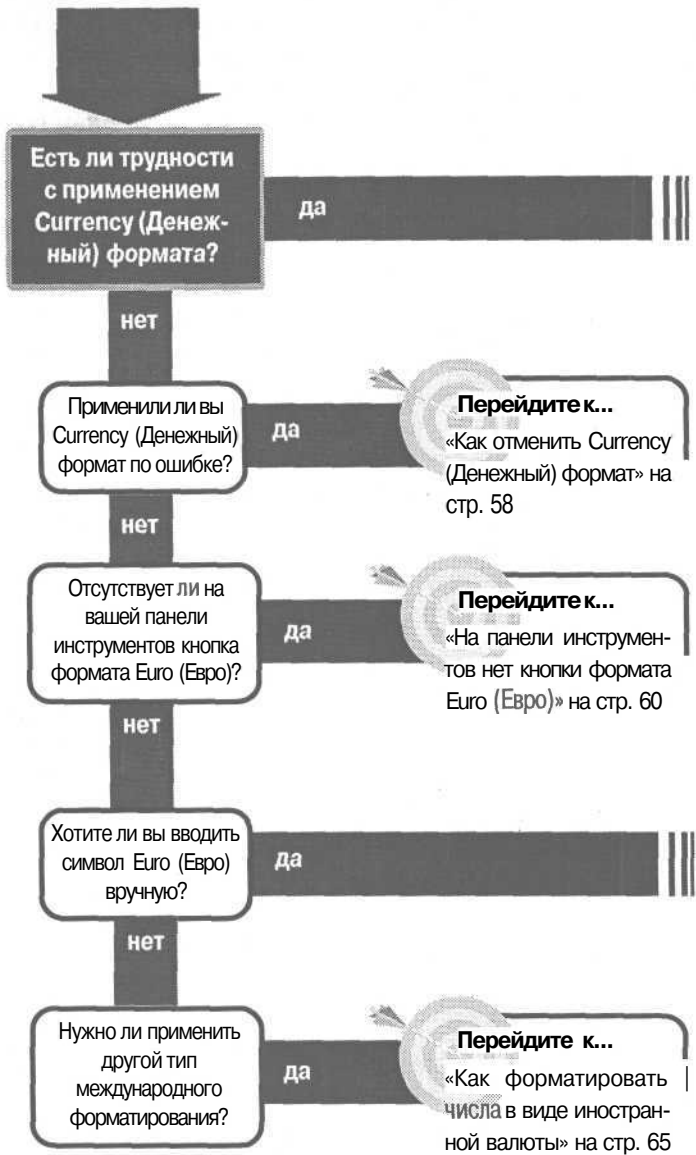 Есть ли трудности
с применением
Currency (Денеж-
ный) формата?
да
нет
Применили ли вы
Currency (Денежный)
формат по ошибке?
да
Перейдите к...
«Как отменить Currency
(Денежный) формат» на
стр. 58
нет
Отсутствует ли на
вашей панели
инструментов кнопка
формата Euro (Евро)?
да
Перейдите к...
«На панели инструмен-
тов нет кнопки формата
Euro (Евро)» на стр. 60
нет
Хотите ли вы вводить
символ Euro (Евро)
вручную?
да
нет
Нужно ли применить
другой тип
международного
форматирования?
да
Перейдите к...
«Как форматировать
числа в виде иностран-
ной валюты» на стр. 65